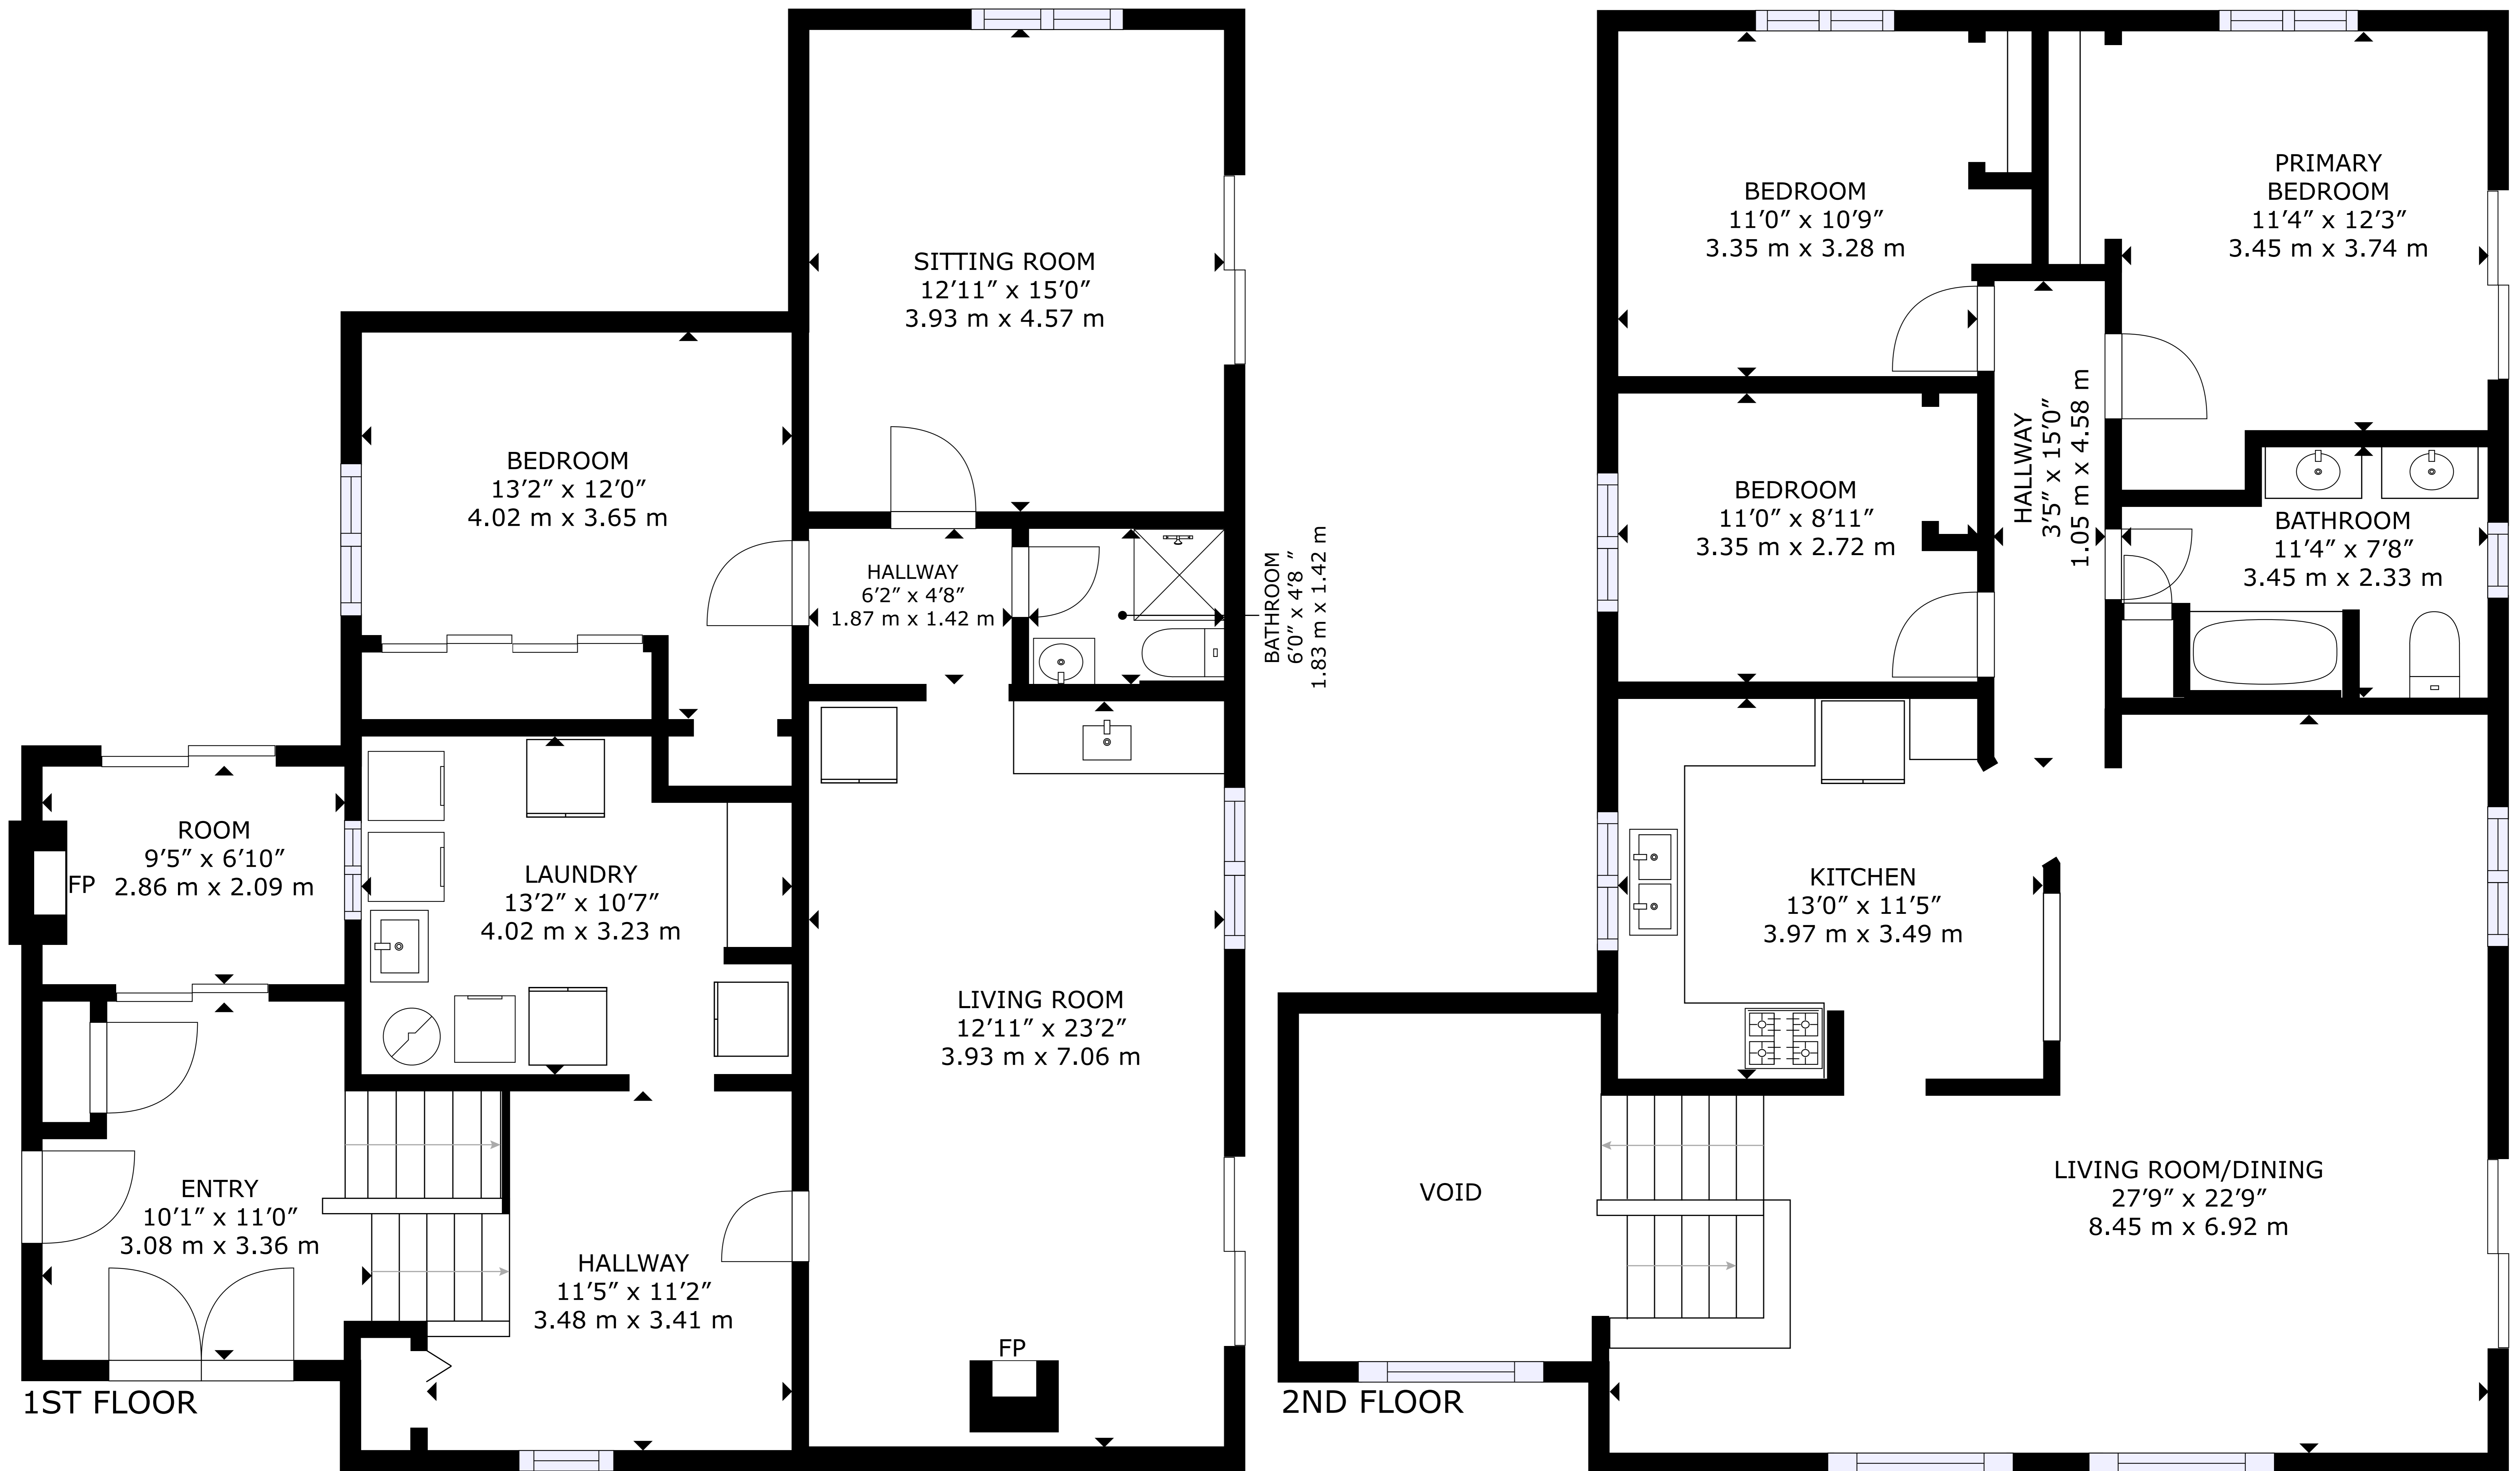 SITTING ROOM
12'11" x 15'0"
3.93 m x 4.57 m
BEDROOM
13'2" x 12'0"
4.02 m x 3.65 m
HALLWAY
6'2" x 4'8"
1.87 m x 1.42 m
BATHROOM
6'0" x 4'8"
1.83 m x 1.42 m
ROOM
9'5" x 6'10"
2.86 m x 2.09 m
FP
LAUNDRY
13'2" x 10'7"
4.02 m x 3.23 m
LIVING ROOM
12'11" x 23'2"
3.93 m x 7.06 m
ENTRY
10'1" x 11'0"
3.08 m x 3.36 m
HALLWAY
11'5" x 11'2"
3.48 m x 3.41 m
FP
1ST FLOOR
BEDROOM
11'0" x 10'9"
3.35 m x 3.28 m
PRIMARY
BEDROOM
11'4" x 12'3"
3.45 m x 3.74 m
HALLWAY
3'5" x 15'0"
1.05 m x 4.58 m
BEDROOM
11'0" x 8'11"
3.35 m x 2.72 m
BATHROOM
11'4" x 7'8"
3.45 m x 2.33 m
KITCHEN
13'0" x 11'5"
3.97 m x 3.49 m
VOID
LIVING ROOM/DINING
27'9" x 22'9"
8.45 m x 6.92 m
2ND FLOOR